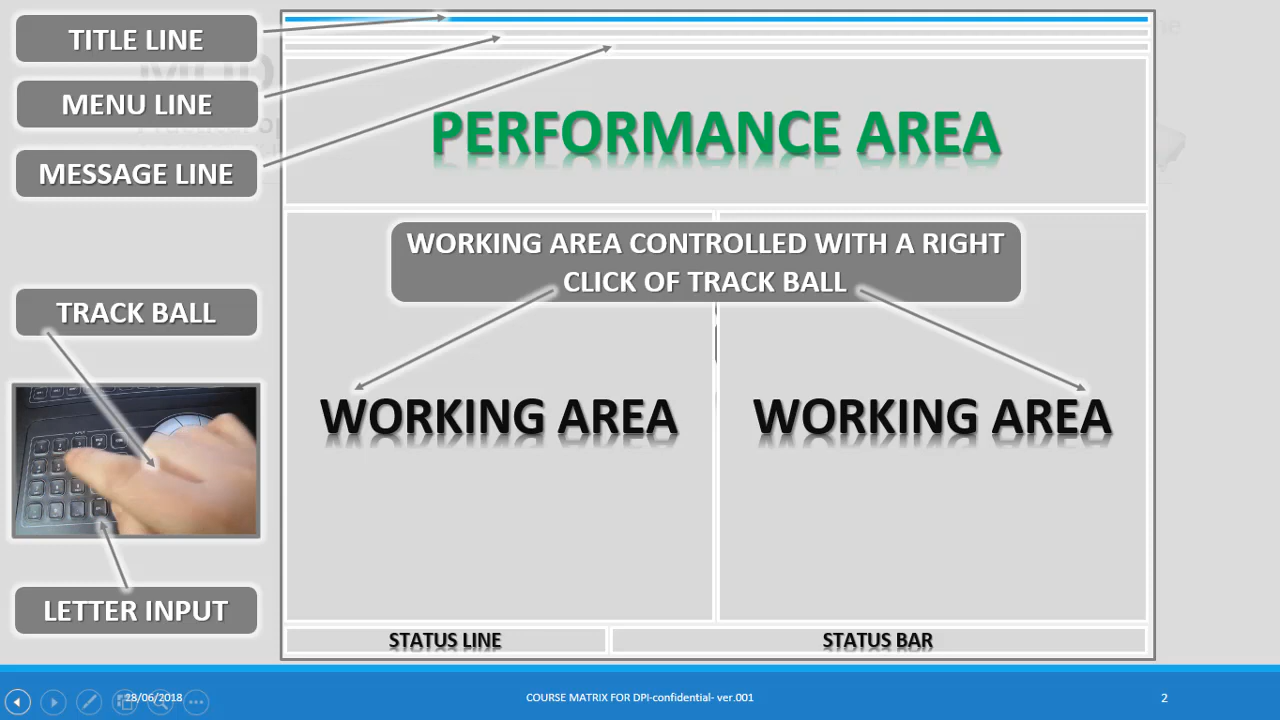 TITLE LINE
MENU LINE
MESSAGE LINE
PERFORMANCE AREA
WORKING AREA CONTROLLED WITH A RIGHT
CLICK OF TRACK BALL
TRACK BALL
WORKING AREA
WORKING AREA
LETTER INPUT
STATUS LINE
STATUS BAR
28/06/2018
COURSE MATRIX FOR DPI-confidential- ver.001
2